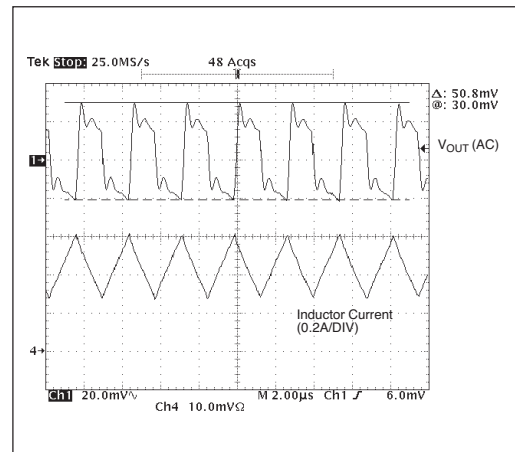 Tek Stop: 25.0MS/s 48 Acqs
Δ: 50.8mV
@: 30.0mV
VOUT (AC)
1→
Inductor Current
(0.2A/DIV)
4→
Ch1 20.0mV∿ M 2.00µs Ch1 ∫ 6.0mV
Ch4 10.0mVΩ